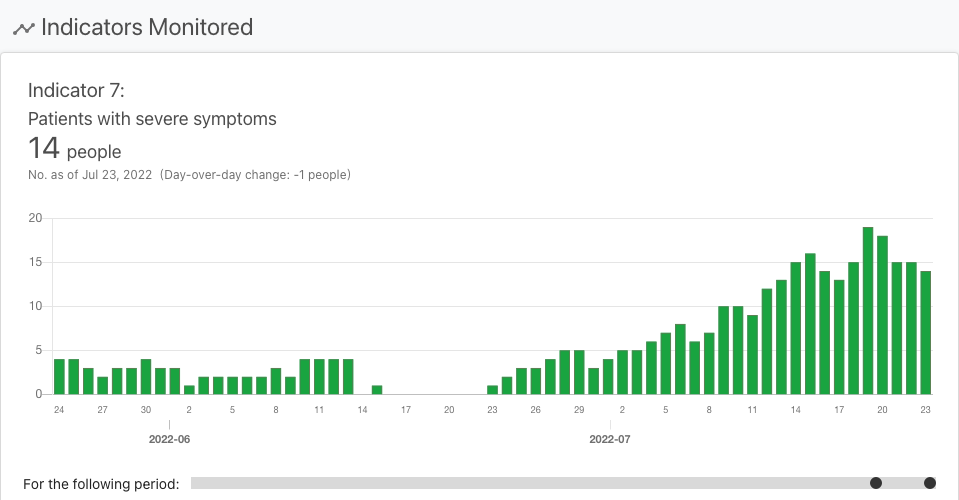 Indicators Monitored
Indicator 7:
Patients with severe symptoms
14 people
No. as of Jul 23, 2022 (Day-over-day change: -1 people)
20
15
10
5
0
24 27 30 2 5 8 11 14 17 20 23 26 29 2 5 8 11 14 17 20 23
2022-06 2022-07
For the following period: